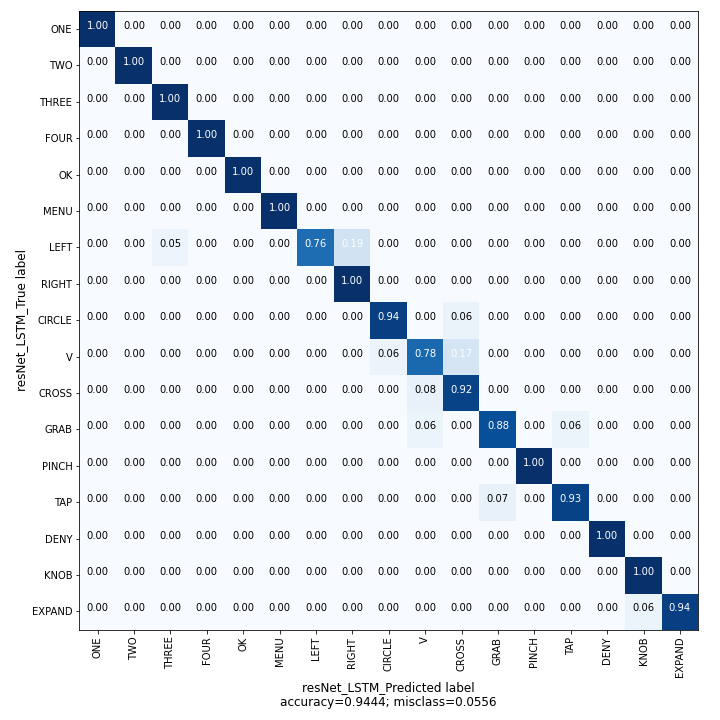 ONE 1.00 0.00 0.00 0.00 0.00 0.00 0.00 0.00 0.00 0.00 0.00 0.00 0.00 0.00 0.00 0.00 0.00
TWO 0.00 1.00 0.00 0.00 0.00 0.00 0.00 0.00 0.00 0.00 0.00 0.00 0.00 0.00 0.00 0.00 0.00
THREE 0.00 0.00 1.00 0.00 0.00 0.00 0.00 0.00 0.00 0.00 0.00 0.00 0.00 0.00 0.00 0.00 0.00
FOUR 0.00 0.00 0.00 1.00 0.00 0.00 0.00 0.00 0.00 0.00 0.00 0.00 0.00 0.00 0.00 0.00 0.00
OK 0.00 0.00 0.00 0.00 1.00 0.00 0.00 0.00 0.00 0.00 0.00 0.00 0.00 0.00 0.00 0.00 0.00
MENU 0.00 0.00 0.00 0.00 0.00 1.00 0.00 0.00 0.00 0.00 0.00 0.00 0.00 0.00 0.00 0.00 0.00
LEFT 0.00 0.00 0.05 0.00 0.00 0.00 0.76 0.19 0.00 0.00 0.00 0.00 0.00 0.00 0.00 0.00 0.00
RIGHT 0.00 0.00 0.00 0.00 0.00 0.00 0.00 1.00 0.00 0.00 0.00 0.00 0.00 0.00 0.00 0.00 0.00
CIRCLE 0.00 0.00 0.00 0.00 0.00 0.00 0.00 0.00 0.94 0.00 0.06 0.00 0.00 0.00 0.00 0.00 0.00
V 0.00 0.00 0.00 0.00 0.00 0.00 0.00 0.00 0.06 0.78 0.17 0.00 0.00 0.00 0.00 0.00 0.00
CROSS 0.00 0.00 0.00 0.00 0.00 0.00 0.00 0.00 0.00 0.08 0.92 0.00 0.00 0.00 0.00 0.00 0.00
GRAB 0.00 0.00 0.00 0.00 0.00 0.00 0.00 0.00 0.00 0.06 0.00 0.88 0.00 0.06 0.00 0.00 0.00
PINCH 0.00 0.00 0.00 0.00 0.00 0.00 0.00 0.00 0.00 0.00 0.00 0.00 1.00 0.00 0.00 0.00 0.00
TAP 0.00 0.00 0.00 0.00 0.00 0.00 0.00 0.00 0.00 0.00 0.00 0.07 0.00 0.93 0.00 0.00 0.00
DENY 0.00 0.00 0.00 0.00 0.00 0.00 0.00 0.00 0.00 0.00 0.00 0.00 0.00 0.00 1.00 0.00 0.00
KNOB 0.00 0.00 0.00 0.00 0.00 0.00 0.00 0.00 0.00 0.00 0.00 0.00 0.00 0.00 0.00 1.00 0.00
EXPAND 0.00 0.00 0.00 0.00 0.00 0.00 0.00 0.00 0.00 0.00 0.00 0.00 0.00 0.00 0.00 0.06 0.94
resNet_LSTM_True label
ONE TWO THREE FOUR OK MENU LEFT RIGHT CIRCLE V CROSS GRAB PINCH TAP DENY KNOB EXPAND
resNet_LSTM_Predicted label
accuracy=0.9444; misclass=0.0556